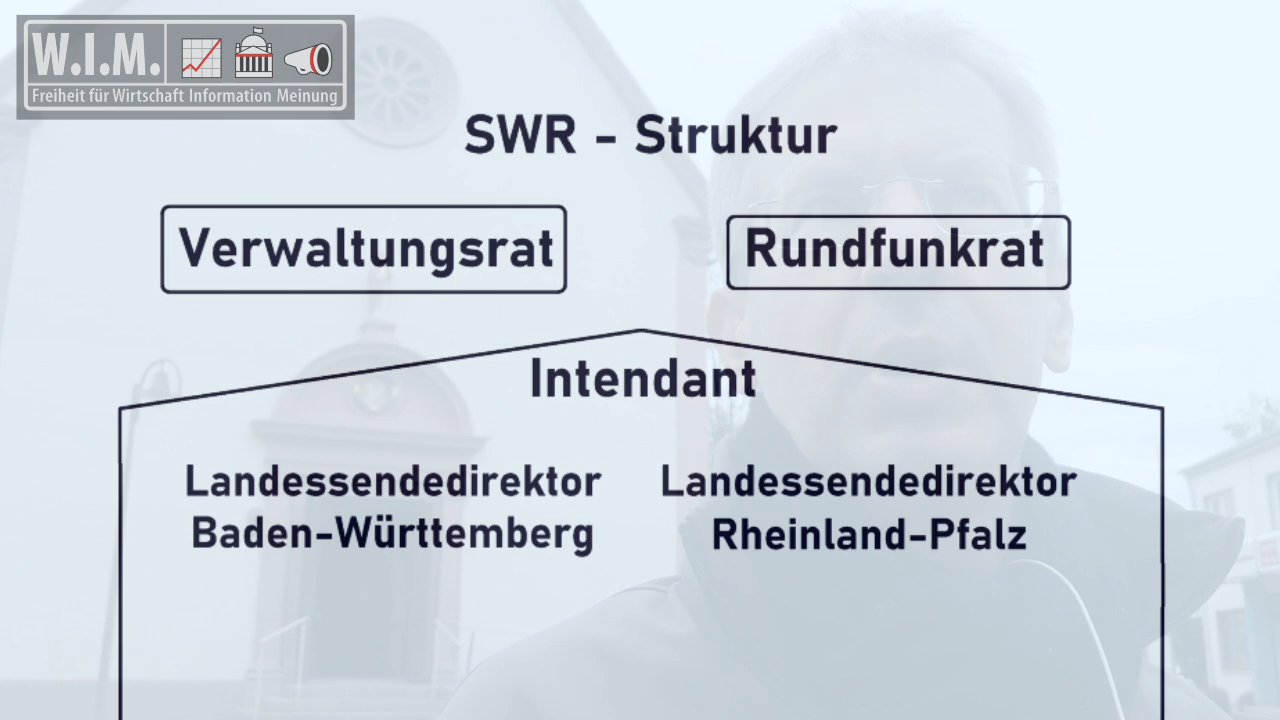 W.I.M.
Freiheit für Wirtschaft Information Meinung
SWR - Struktur
Verwaltungsrat
Rundfunkrat
Intendant
Landessendedirektor
Baden-Württemberg
Landessendedirektor
Rheinland-Pfalz